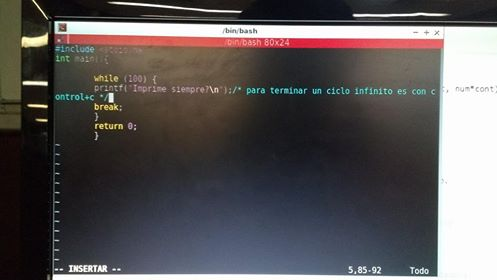 /bin/bash
/bin/bash 80x24
#include <stdio.h>
int main(){
while (100) {
printf("Imprime siempre?\n");/* para terminar un ciclo infinito es con c
ontrol+c */
break;
}
return 0;
}
~
~
~
~
~
~
~
~
~
~
~
-- INSERTAR --
5,85-92
Todo
, num*cont)